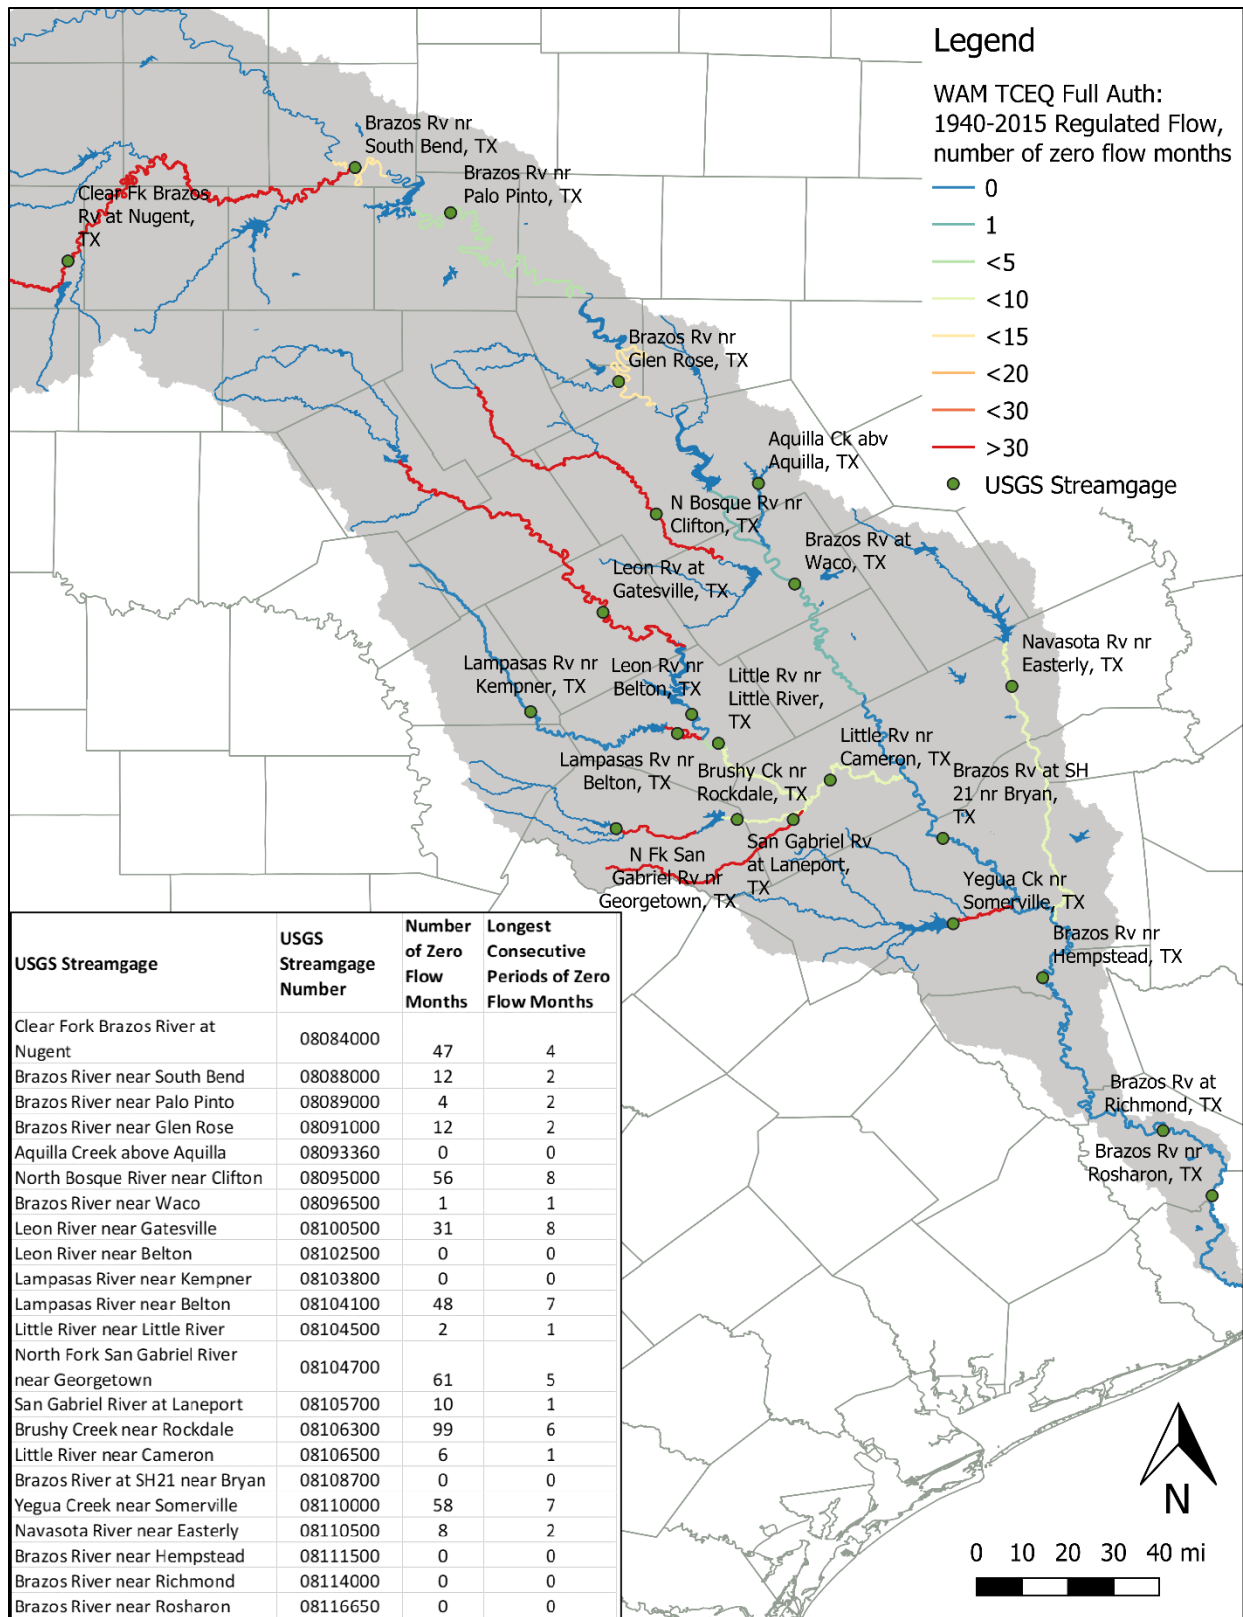 Legend
WAM TCEQ Full Auth:
1940-2015 Regulated Flow,
number of zero flow months
0
1
<5
<10
<15
<20
<30
>30
USGS Streamgage
Brazos Rv nr
South Bend, TX
Brazos Rv nr
Palo Pinto, TX
Clear Fk Brazos
Rv at Nugent,
TX
Brazos Rv nr
Glen Rose, TX
Aquilla Ck abv
Aquilla, TX
N Bosque Rv nr
Clifton, TX
Brazos Rv at
Waco, TX
Leon Rv at
Gatesville, TX
Navasota Rv nr
Easterly, TX
Lampasas Rv nr
Kempner, TX
Leon Rv nr
Belton, TX
Little Rv nr
Little River,
TX
Lampasas Rv nr
Belton, TX
Brushy Ck nr
Rockdale, TX
Little Rv nr
Cameron, TX
Brazos Rv at SH
21 nr Bryan,
TX
N Fk San
Gabriel Rv nr
Georgetown, TX
San Gabriel Rv
at Laneport,
TX
Yegua Ck nr
Somerville, TX
Brazos Rv nr
Hempstead, TX
Brazos Rv at
Richmond, TX
Brazos Rv nr
Rosharon, TX
USGS Streamgage
USGS
Streamgage
Number
Number
of Zero
Flow
Months
Longest
Consecutive
Periods of Zero
Flow Months
Clear Fork Brazos River at
Nugent 08084000 47 4
Brazos River near South Bend 08088000 12 2
Brazos River near Palo Pinto 08089000 4 2
Brazos River near Glen Rose 08091000 12 2
Aquilla Creek above Aquilla 08093360 0 0
North Bosque River near Clifton 08095000 56 8
Brazos River near Waco 08096500 1 1
Leon River near Gatesville 08100500 31 8
Leon River near Belton 08102500 0 0
Lampasas River near Kempner 08103800 0 0
Lampasas River near Belton 08104100 48 7
Little River near Little River 08104500 2 1
North Fork San Gabriel River
near Georgetown 08104700 61 5
San Gabriel River at Laneport 08105700 10 1
Brushy Creek near Rockdale 08106300 99 6
Little River near Cameron 08106500 6 1
Brazos River at SH21 near Bryan 08108700 0 0
Yegua Creek near Somerville 08110000 58 7
Navasota River near Easterly 08110500 8 2
Brazos River near Hempstead 08111500 0 0
Brazos River near Richmond 08114000 0 0
Brazos River near Rosharon 08116650 0 0
N
0 10 20 30 40 mi